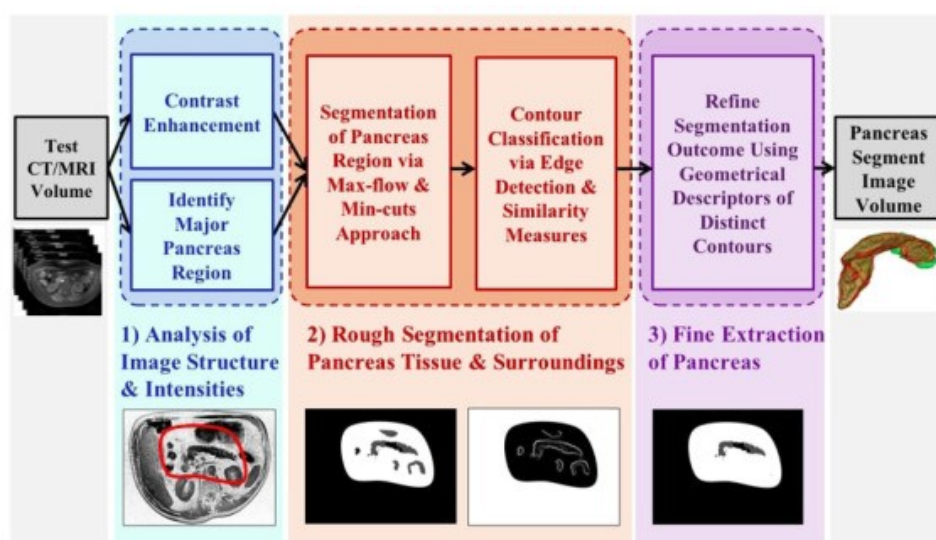 Test
CT/MRI
Volume
Contrast
Enhancement
Identify
Major
Pancreas
Region
Segmentation
of Pancreas
Region via
Max-flow &
Min-cuts
Approach
Contour
Classification
via Edge
Detection &
Similarity
Measures
Refine
Segmentation
Outcome Using
Geometrical
Descriptors of
Distinct
Contours
Pancreas
Segment
Image
Volume
1) Analysis of
Image Structure
& Intensities
2) Rough Segmentation of
Pancreas Tissue & Surroundings
3) Fine Extraction
of Pancreas